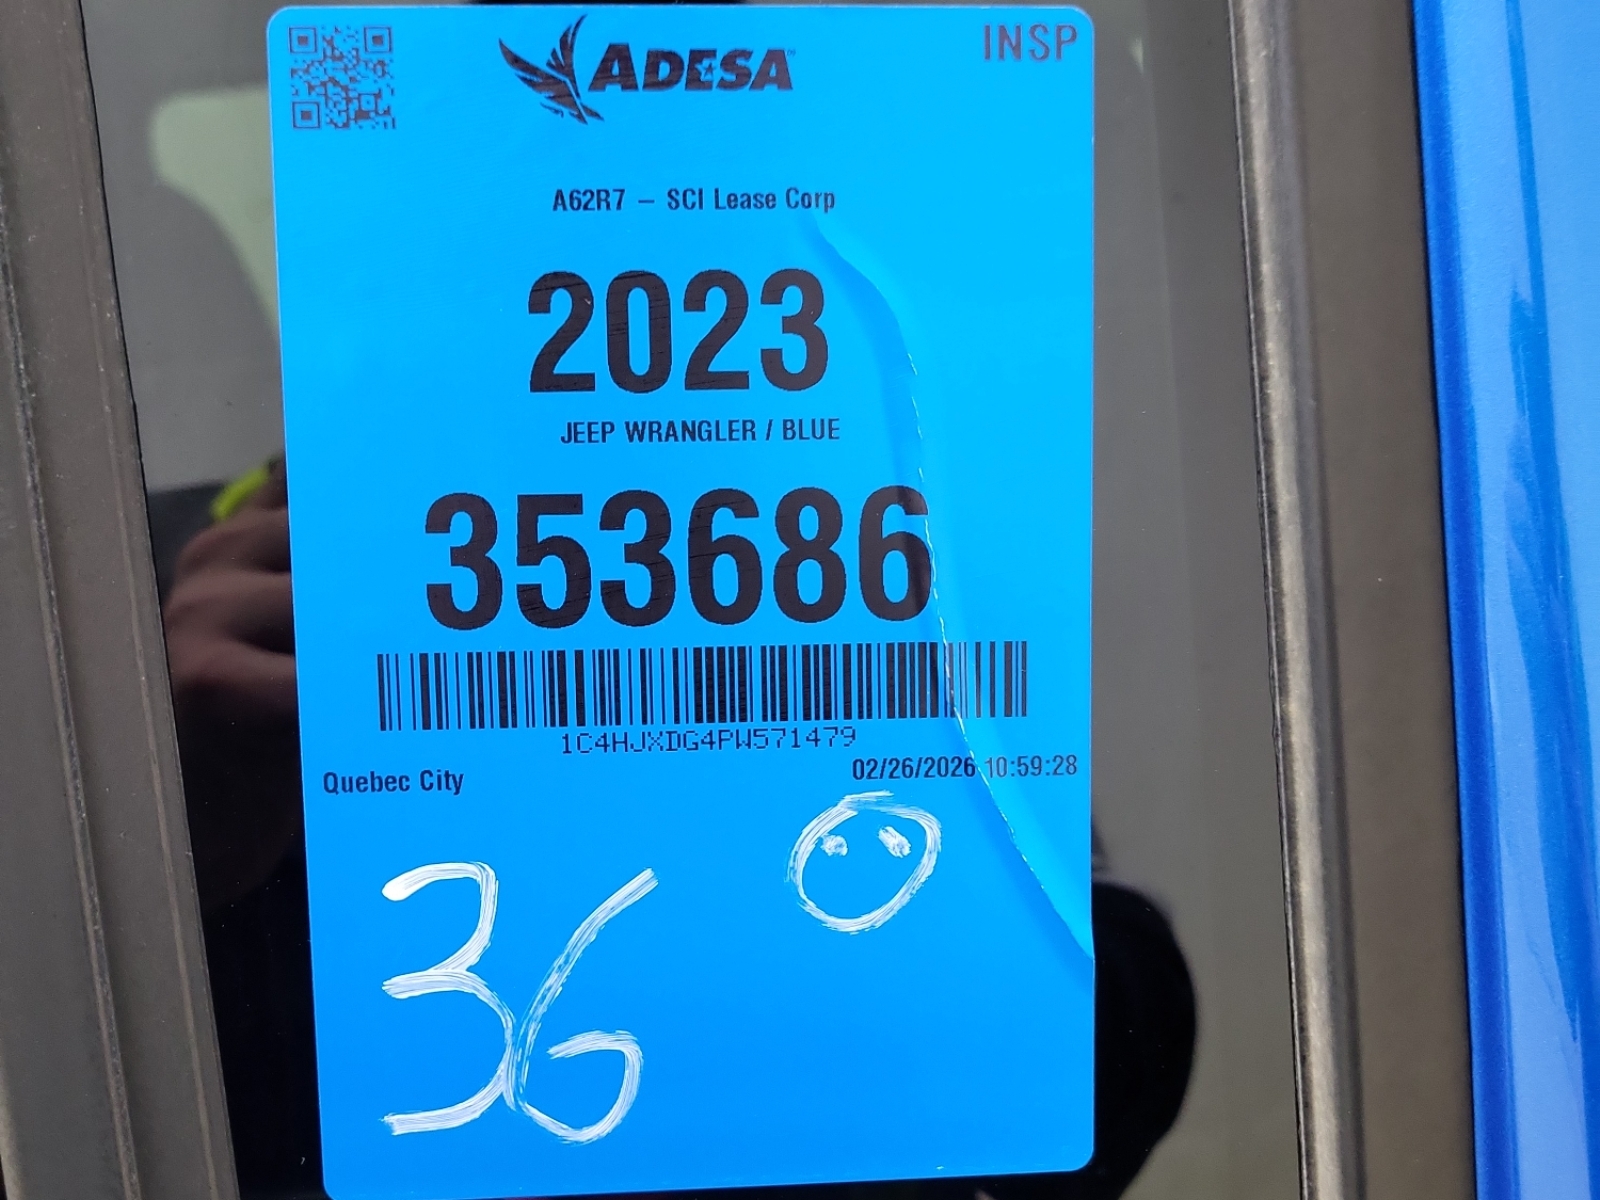 ADESA
INSP
A62R7 – SCI Lease Corp
2023
JEEP WRANGLER / BLUE
353686
1C4HJXDG4PW571479
Quebec City
02/26/2026 10:59:28
36